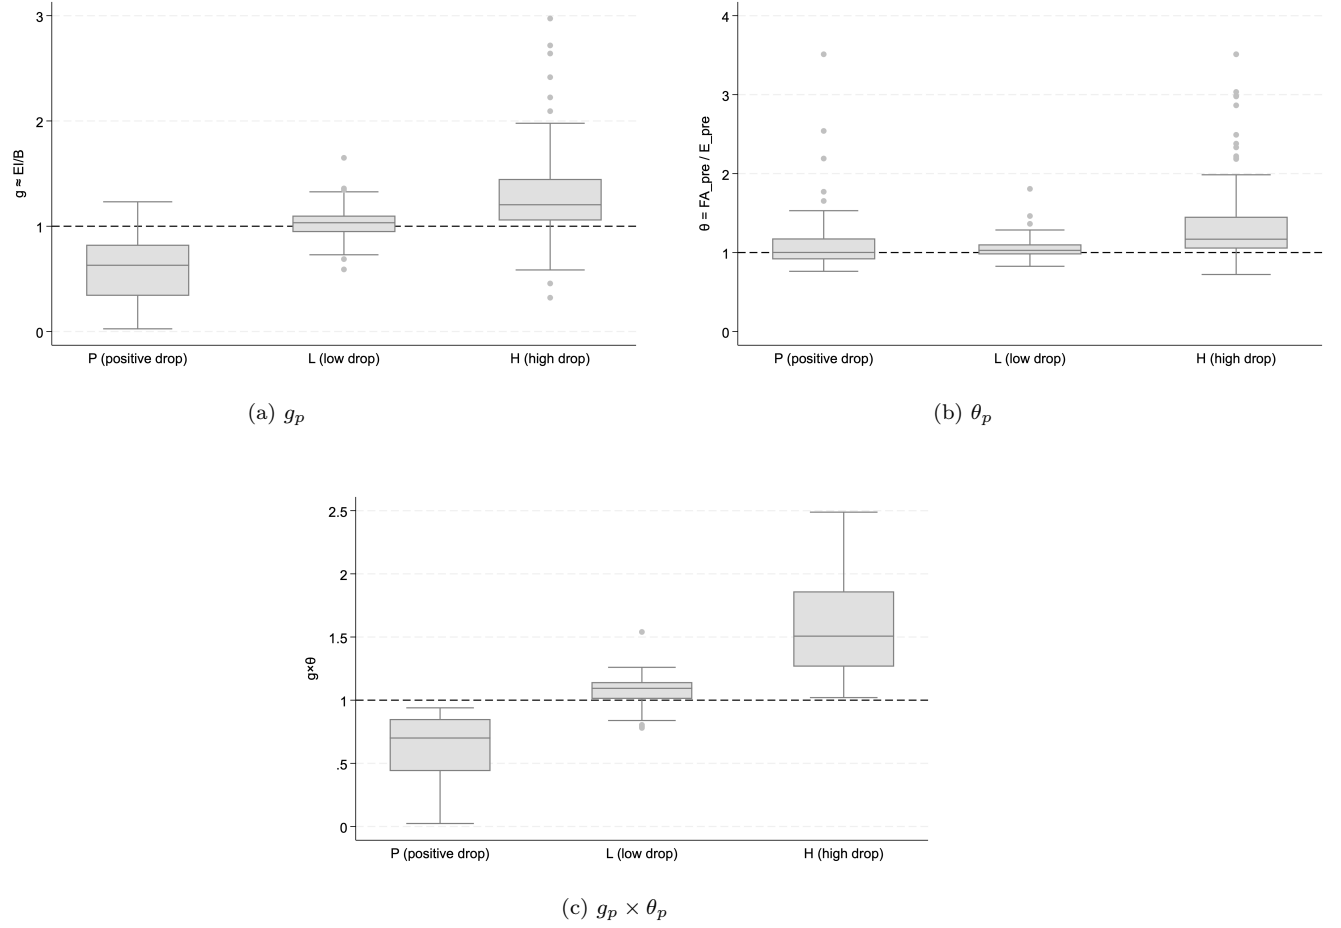 g ≈ EI/B
3
2
1
0
P (positive drop) L (low drop) H (high drop)
(a) g_p
θ = FA_pre / E_pre
4
3
2
1
0
P (positive drop) L (low drop) H (high drop)
(b) θ_p
g×θ
2.5
2
1.5
1
.5
0
P (positive drop) L (low drop) H (high drop)
(c) g_p × θ_p